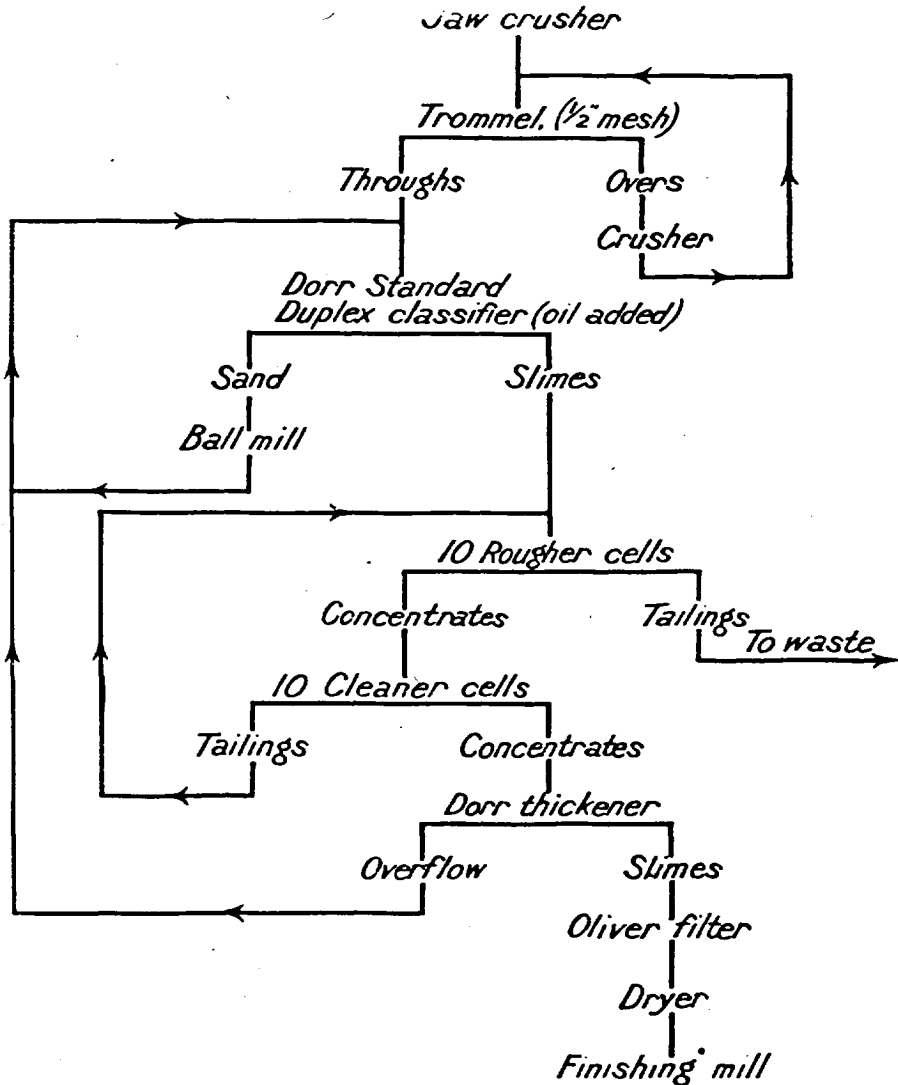 Jaw crusher
Trommel. (½" mesh)
Throughs
Overs
Crusher
Dorr Standard
Duplex classifier (oil added)
Sand
Slimes
Ball mill
10 Rougher cells
Concentrates
Tailings
To waste
10 Cleaner cells
Tailings
Concentrates
Dorr thickener
Overflow
Slimes
Oliver filter
Dryer
Finishing mill